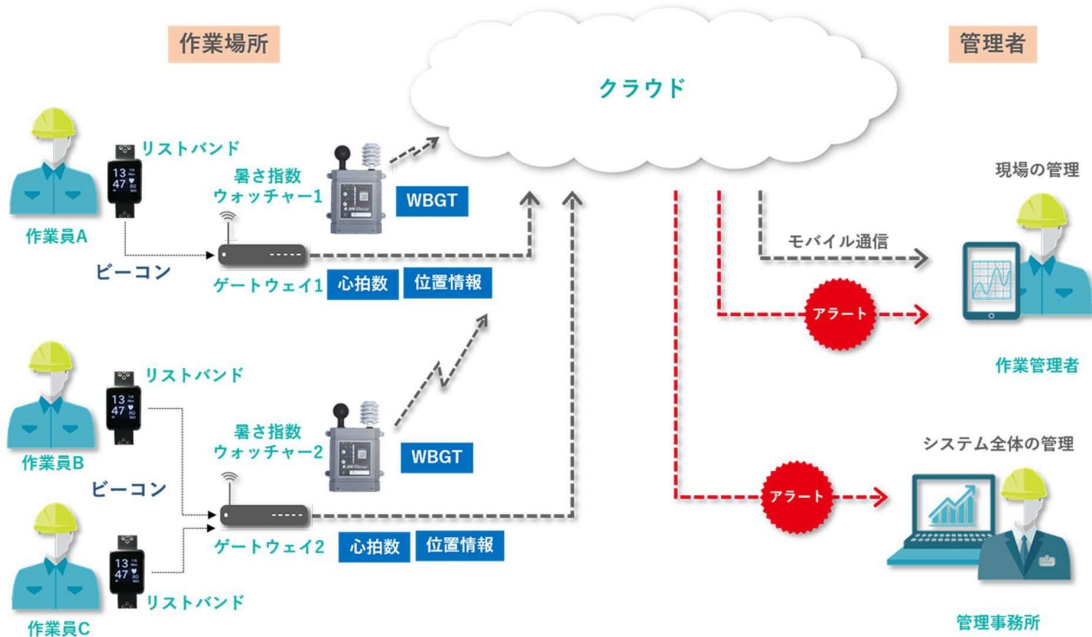 作業場所
管理者
クラウド
リストバンド
13
47
暑さ指数
ウォッチャー1
WBGT
作業員A
ビーコン
ゲートウェイ1
心拍数
位置情報
現場の管理
モバイル通信
アラート
作業管理者
リストバンド
13
47
暑さ指数
ウォッチャー2
WBGT
作業員B
ビーコン
ゲートウェイ2
心拍数
位置情報
システム全体の管理
アラート
13
47
リストバンド
作業員C
管理事務所